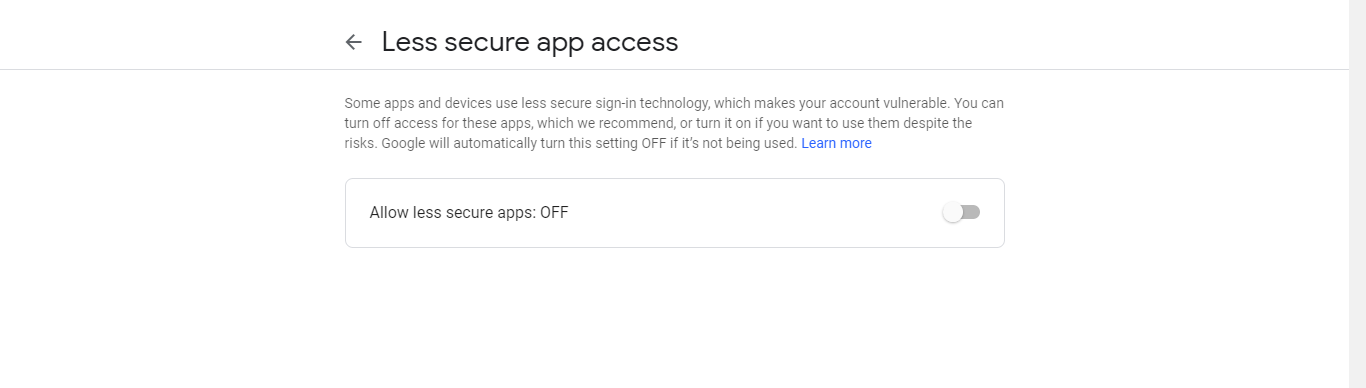 Less secure app access
Some apps and devices use less secure sign-in technology, which makes your account vulnerable. You can
turn off access for these apps, which we recommend, or turn it on if you want to use them despite the
risks. Google will automatically turn this setting OFF if it’s not being used. Learn more
Allow less secure apps: OFF